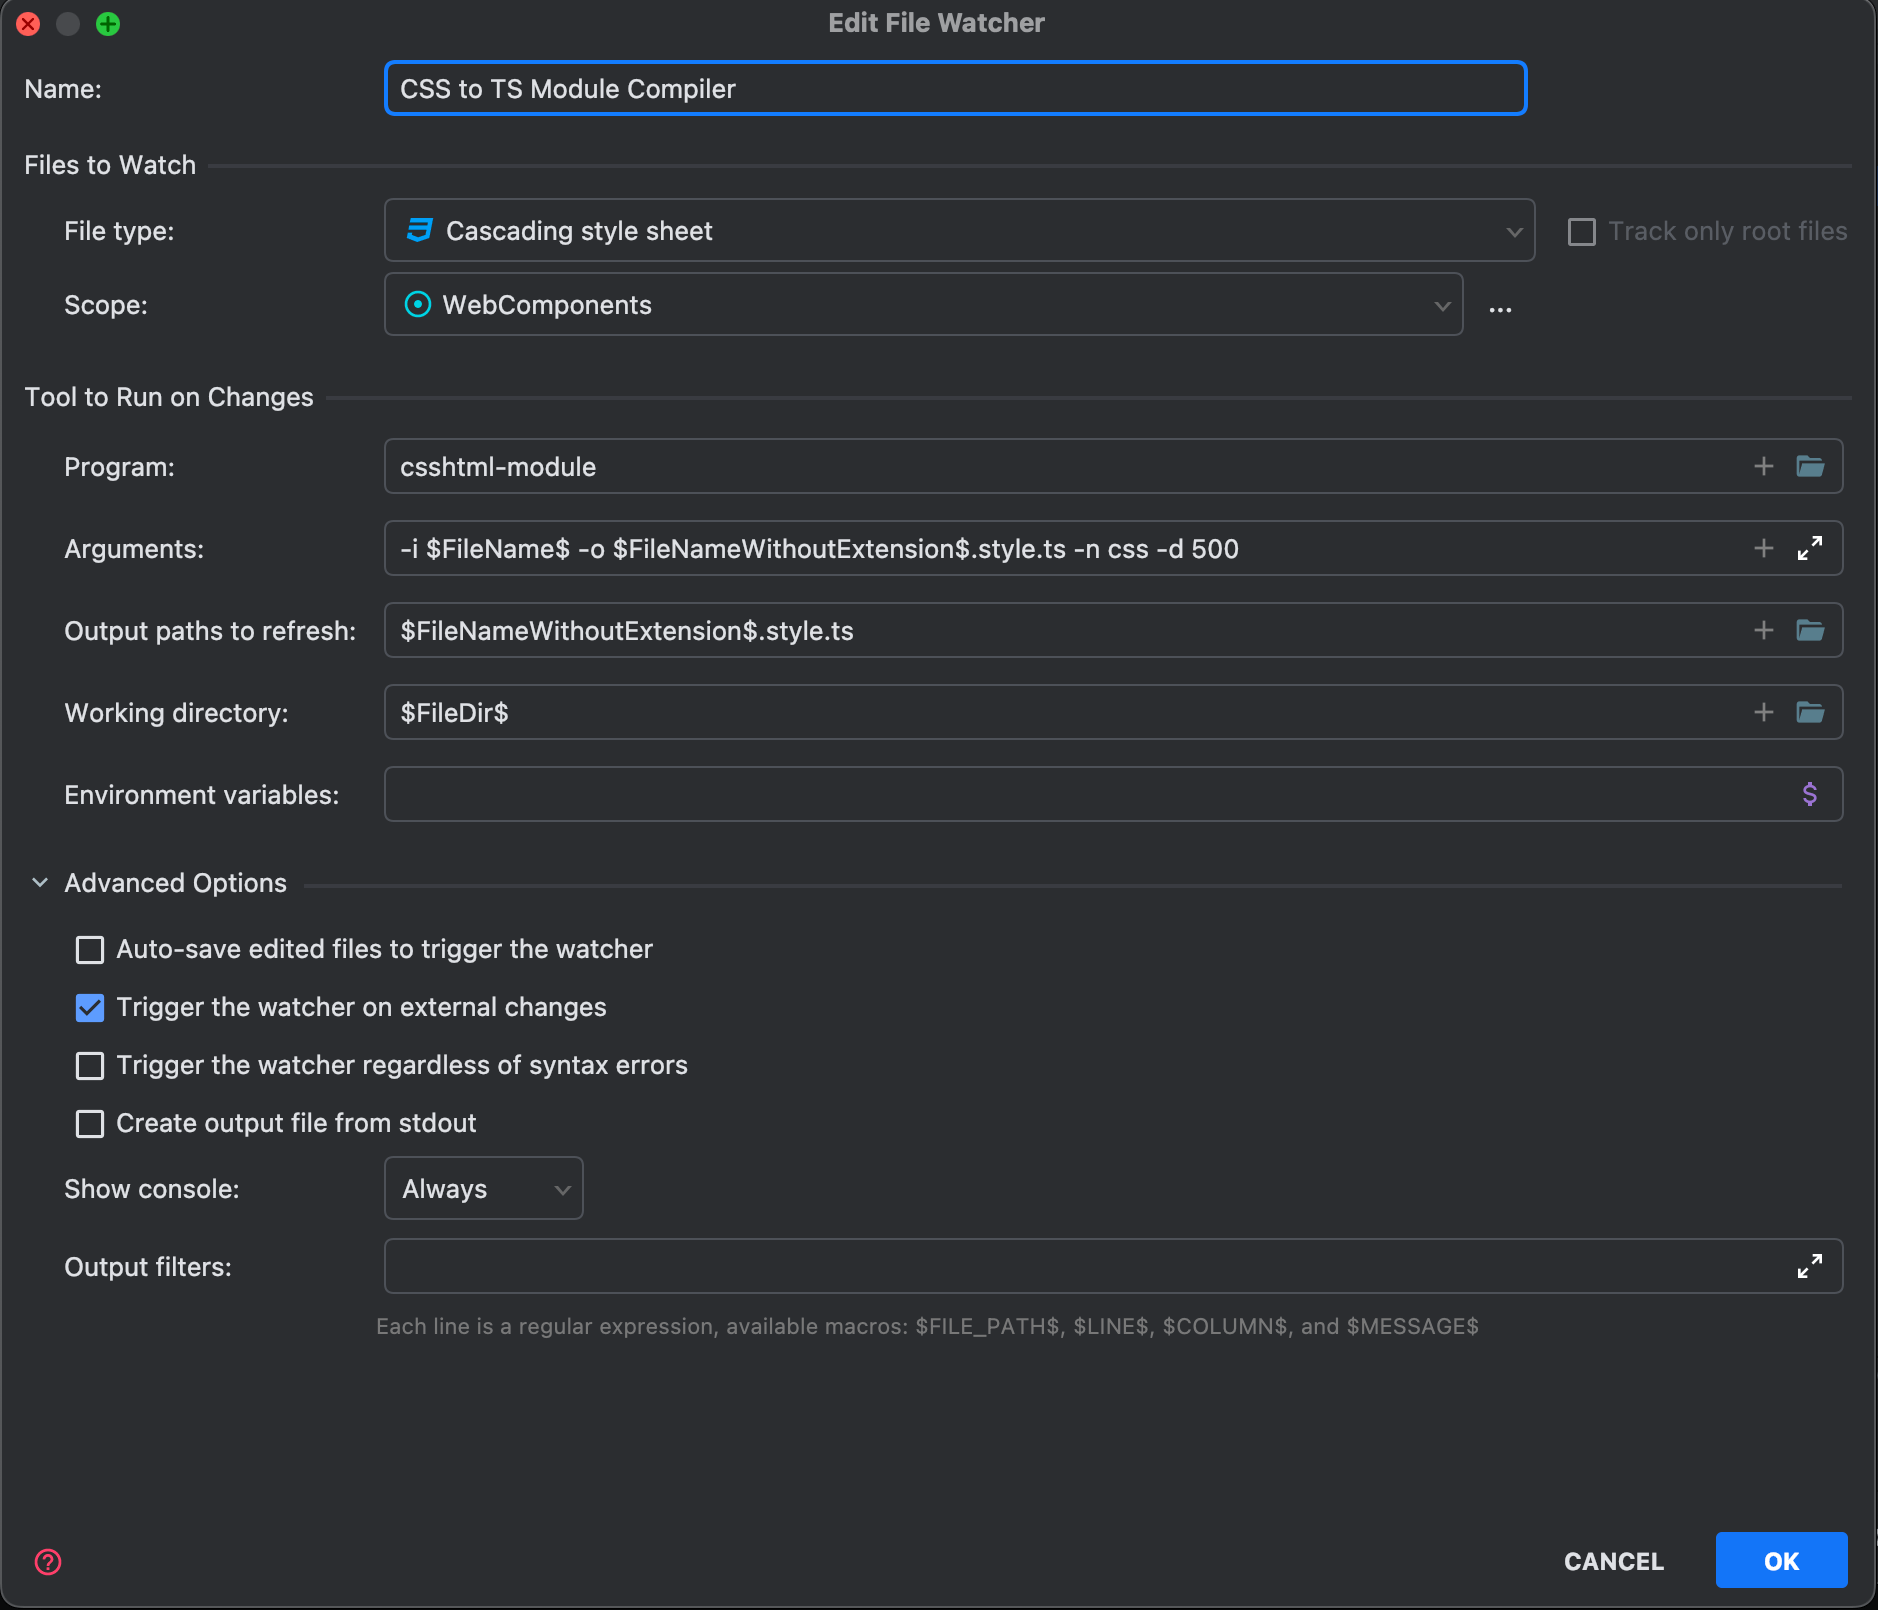 Edit File Watcher
Name: CSS to TS Module Compiler
Files to Watch
File type: Cascading style sheet Track only root files
Scope: WebComponents ...
Tool to Run on Changes
Program: csshtml-module
Arguments: -i $FileName$ -o $FileNameWithoutExtension$.style.ts -n css -d 500
Output paths to refresh: $FileNameWithoutExtension$.style.ts
Working directory: $FileDir$
Environment variables: $
Advanced Options
Auto-save edited files to trigger the watcher
Trigger the watcher on external changes
Trigger the watcher regardless of syntax errors
Create output file from stdout
Show console: Always
Output filters:
Each line is a regular expression, available macros: $FILE_PATH$, $LINE$, $COLUMN$, and $MESSAGE$
? CANCEL OK